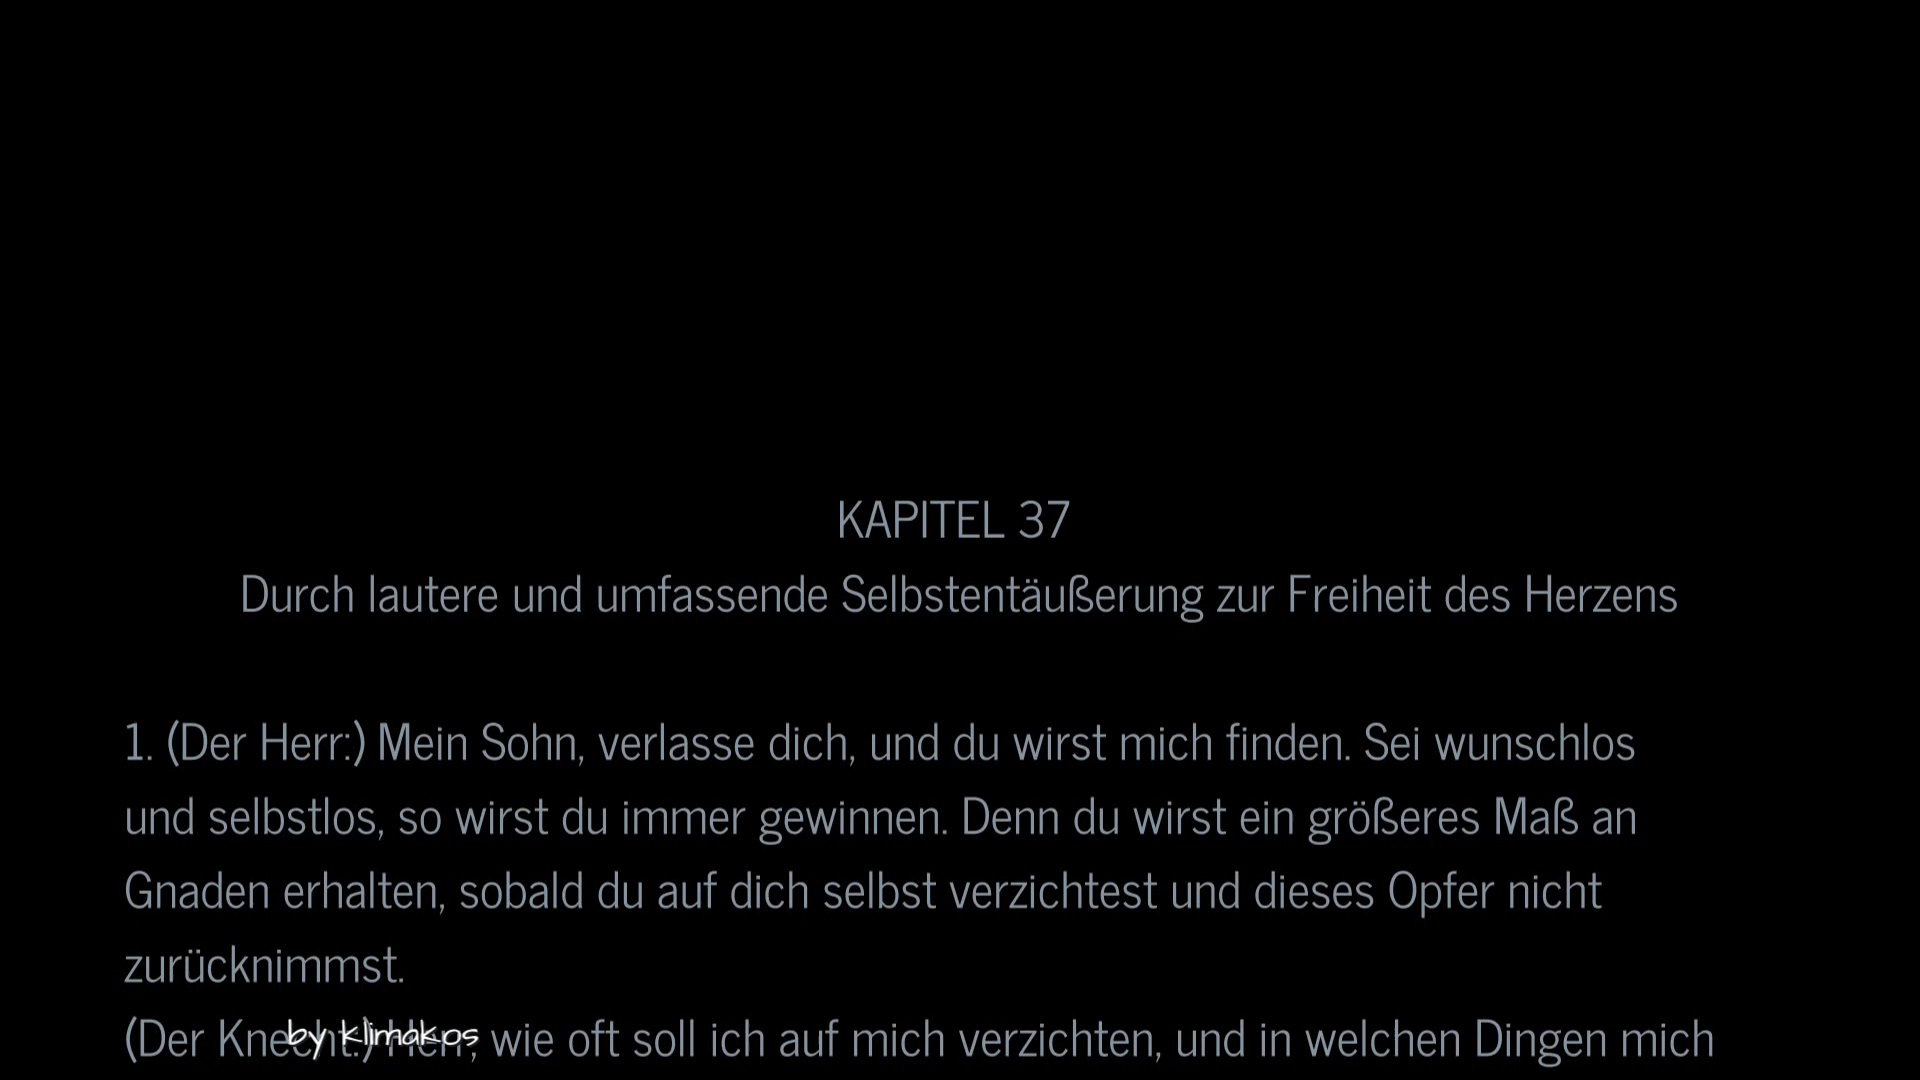 KAPITEL 37
Durch lautere und umfassende Selbstentäußerung zur Freiheit des Herzens
1. (Der Herr:) Mein Sohn, verlasse dich, und du wirst mich finden. Sei wunschlos
und selbstlos, so wirst du immer gewinnen. Denn du wirst ein größeres Maß an
Gnaden erhalten, sobald du auf dich selbst verzichtest und dieses Opfer nicht
zurücknimmst.
(Der Knecht:) Herr, wie oft soll ich auf mich verzichten, und in welchen Dingen mich
by klimakos